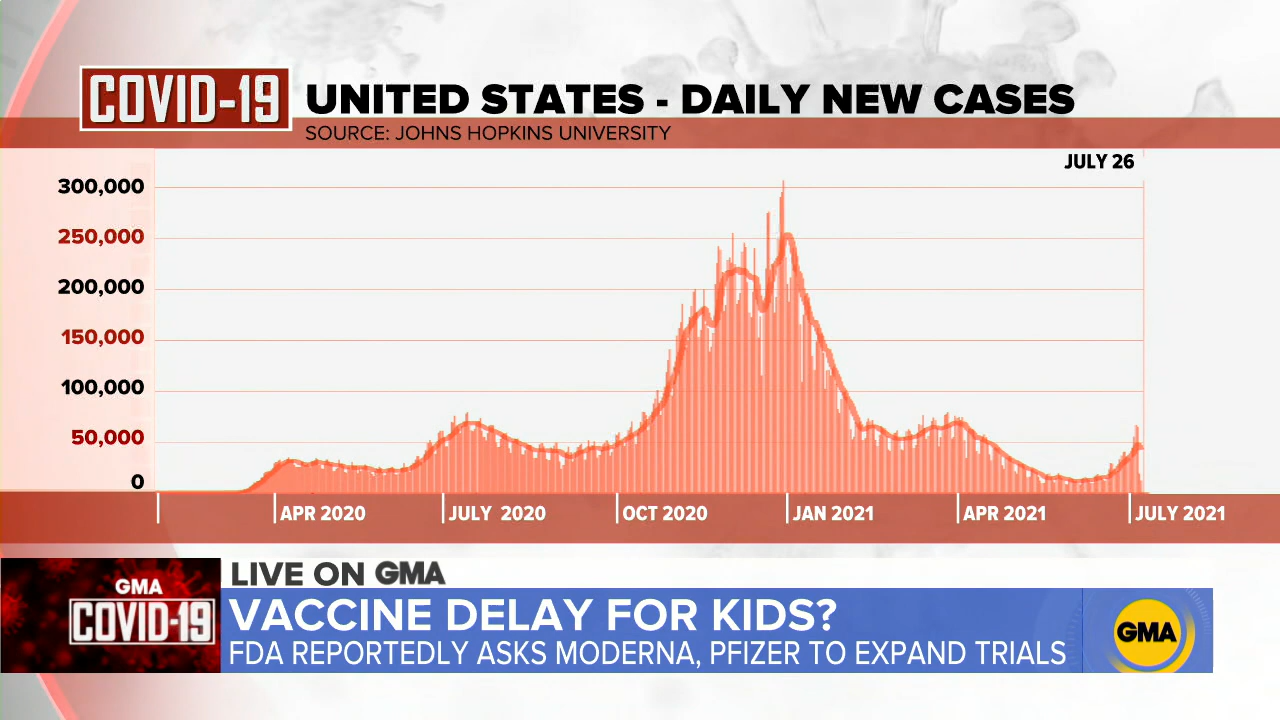 COVID-19
UNITED STATES - DAILY NEW CASES
SOURCE: JOHNS HOPKINS UNIVERSITY
JULY 26
300,000
250,000
200,000
150,000
100,000
50,000
0
APR 2020
JULY 2020
OCT 2020
JAN 2021
APR 2021
JULY 2021
LIVE ON GMA
GMA
COVID-19
VACCINE DELAY FOR KIDS?
FDA REPORTEDLY ASKS MODERNA, PFIZER TO EXPAND TRIALS
GMA